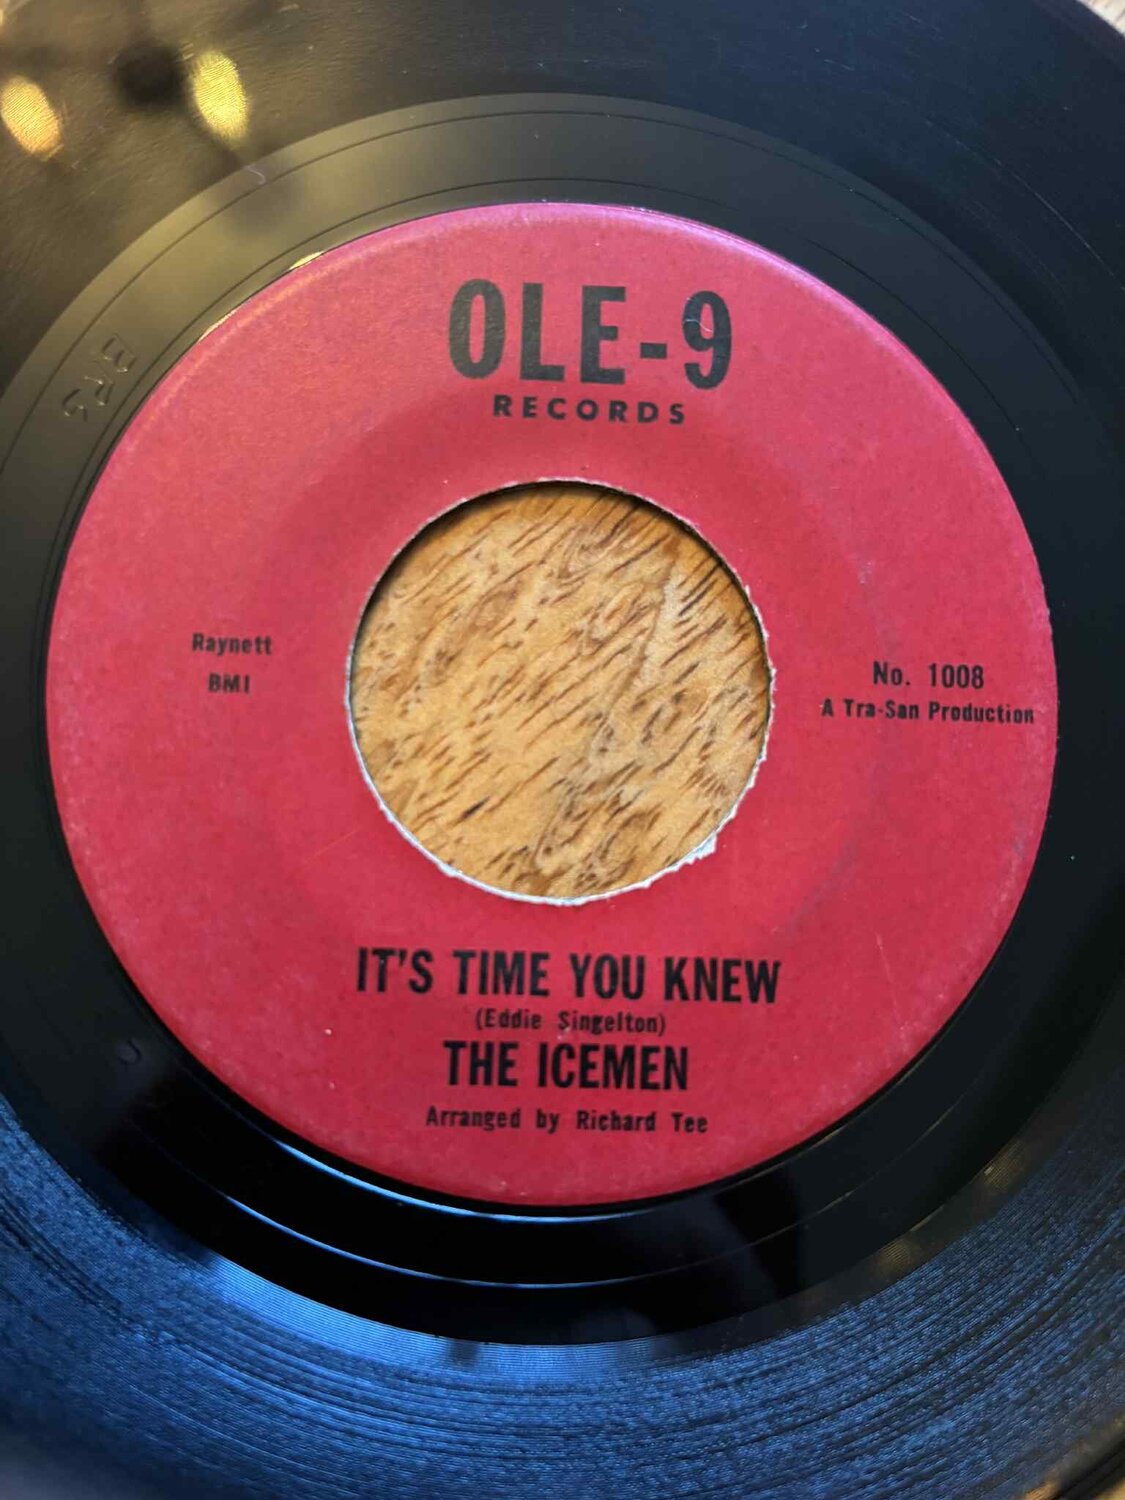 OLE-9
RECORDS
Raynett
BMI
No. 1008
A Tra-San Production
IT'S TIME YOU KNEW
(Eddie Singelton)
THE ICEMEN
Arranged by Richard Tee